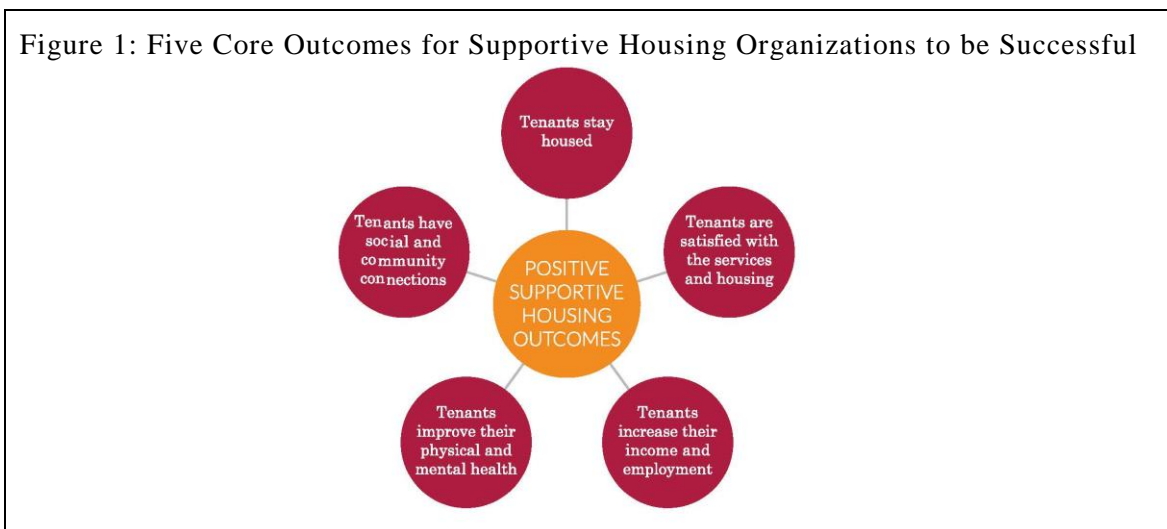 Figure 1: Five Core Outcomes for Supportive Housing Organizations to be Successful
Tenants stay
housed
Tenants are
satisfied with
the services
and housing
Tenants
increase their
income and
employment
Tenants
improve their
physical and
mental health
Tenants have
social and
community
connections
POSITIVE
SUPPORTIVE
HOUSING
OUTCOMES